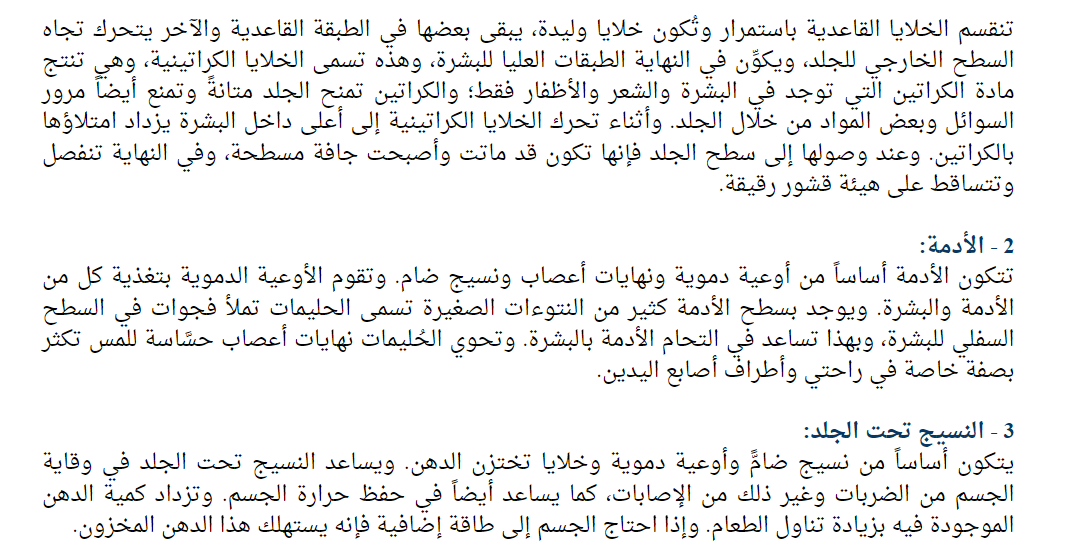 تنقسم الخلايا القاعدية باستمرار وتُكون خلايا وليدة، يبقى بعضها في الطبقة القاعدية والآخر يتحرك تجاه
السطح الخارجي للجلد، ويكوِّن في النهاية الطبقات العليا للبشرة، وهذه تسمى الخلايا الكراتينية، وهي تنتج
مادة الكراتين التي توجد في البشرة والشعر والأظفار فقط؛ والكراتين تمنح الجلد متانةً وتمنع أيضاً مرور
السوائل وبعض المواد من خلال الجلد. وأثناء تحرك الخلايا الكراتينية إلى أعلى داخل البشرة يزداد امتلاؤها
بالكراتين. وعند وصولها إلى سطح الجلد فإنها تكون قد ماتت وأصبحت جافة مسطحة، وفي النهاية تنفصل
وتتساقط على هيئة قشور رقيقة.
2 - الأدمة:
تتكون الأدمة أساساً من أوعية دموية ونهايات أعصاب ونسيج ضام. وتقوم الأوعية الدموية بتغذية كل من
الأدمة والبشرة. ويوجد بسطح الأدمة كثير من النتوءات الصغيرة تسمى الحليمات تملأ فجوات في السطح
السفلي للبشرة، وبهذا تساعد في التحام الأدمة بالبشرة. وتحوي الحُليمات نهايات أعصاب حسَّاسة للمس تكثر
بصفة خاصة في راحتي وأطراف أصابع اليدين.
3 - النسيج تحت الجلد:
يتكون أساساً من نسيج ضامًّ وأوعية دموية وخلايا تختزن الدهن. ويساعد النسيج تحت الجلد في وقاية
الجسم من الضربات وغير ذلك من الإصابات، كما يساعد أيضاً في حفظ حرارة الجسم. وتزداد كمية الدهن
الموجودة فيه بزيادة تناول الطعام. وإذا احتاج الجسم إلى طاقة إضافية فإنه يستهلك هذا الدهن المخزون.